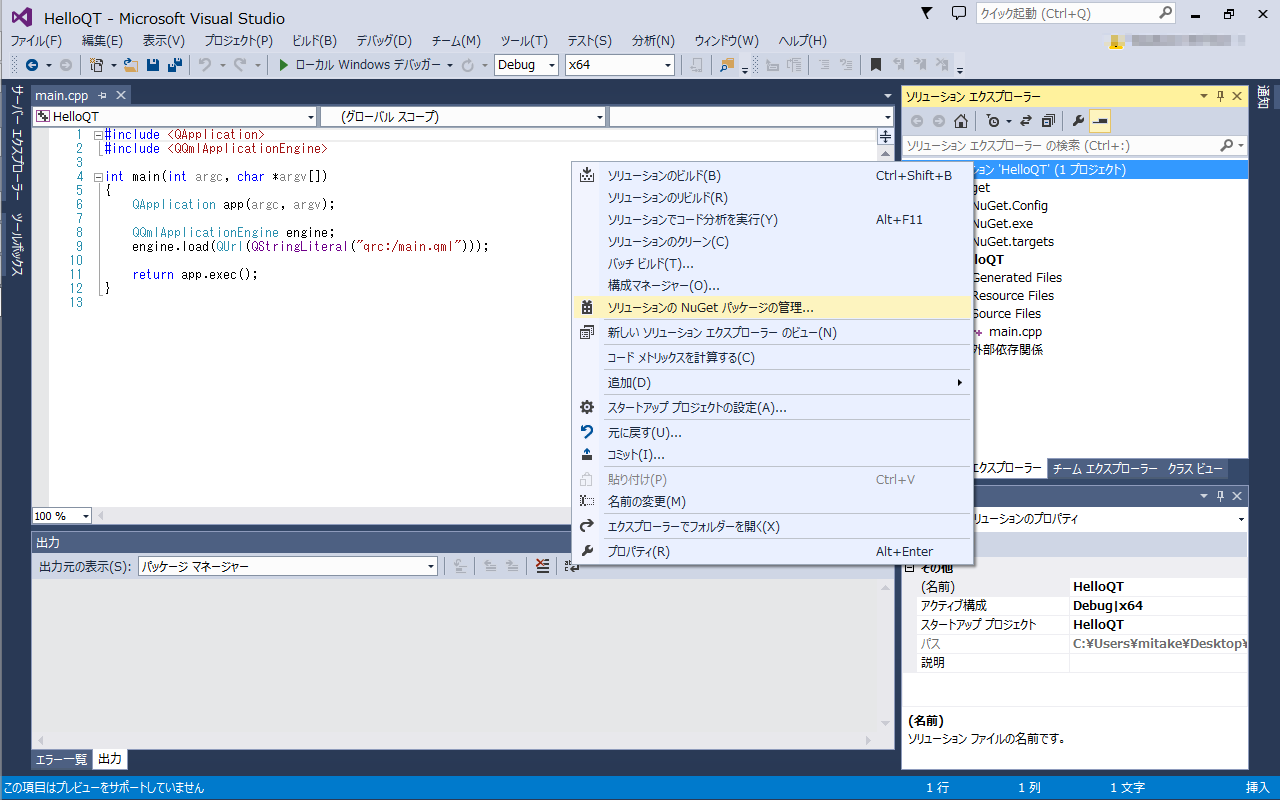 HelloQT - Microsoft Visual Studio
クイック起動 (Ctrl+Q)
ファイル(F) 編集(E) 表示(V) プロジェクト(P) ビルド(B) デバッグ(D) チーム(M) ツール(T) テスト(S) 分析(N) ウィンドウ(W) ヘルプ(H)
ローカル Windows デバッガー Debug x64
サーバー エクスプローラー
ツールボックス
main.cpp
HelloQT (グローバル スコープ)
1 #include <QApplication>
2 #include <QQmlApplicationEngine>
3
4 int main(int argc, char *argv[])
5 {
6 QApplication app(argc, argv);
7
8 QQmlApplicationEngine engine;
9 engine.load(QUrl(QStringLiteral("qrc:/main.qml")));
10
11 return app.exec();
12 }
13
100 %
ソリューションのビルド(B) Ctrl+Shift+B
ソリューションのリビルド(R)
ソリューションでコード分析を実行(Y) Alt+F11
ソリューションのクリーン(C)
バッチ ビルド(T)...
構成マネージャー(O)...
ソリューションの NuGet パッケージの管理...
新しい ソリューション エクスプローラー のビュー(N)
コード メトリックスを計算する(C)
追加(D)
スタートアップ プロジェクトの設定(A)...
元に戻す(U)...
コミット(I)...
貼り付け(P) Ctrl+V
名前の変更(M)
エクスプローラーでフォルダーを開く(X)
プロパティ(R) Alt+Enter
ソリューション エクスプローラー
ソリューション エクスプローラー の検索 (Ctrl+:)
ション 'HelloQT' (1 プロジェクト)
get
NuGet.Config
NuGet.exe
NuGet.targets
loQT
Generated Files
Resource Files
Source Files
main.cpp
外部依存関係
エクスプローラー チーム エクスプローラー クラス ビュー
通知
リューションのプロパティ
その他
(名前) HelloQT
アクティブ構成 Debug|x64
スタートアップ プロジェクト HelloQT
パス C:¥Users¥mitake¥Desktop¥
説明
(名前)
ソリューション ファイルの名前です。
出力
出力元の表示(S): パッケージ マネージャー
エラー一覧 出力
この項目はプレビューをサポートしていません 1 行 1 列 1 文字 挿入